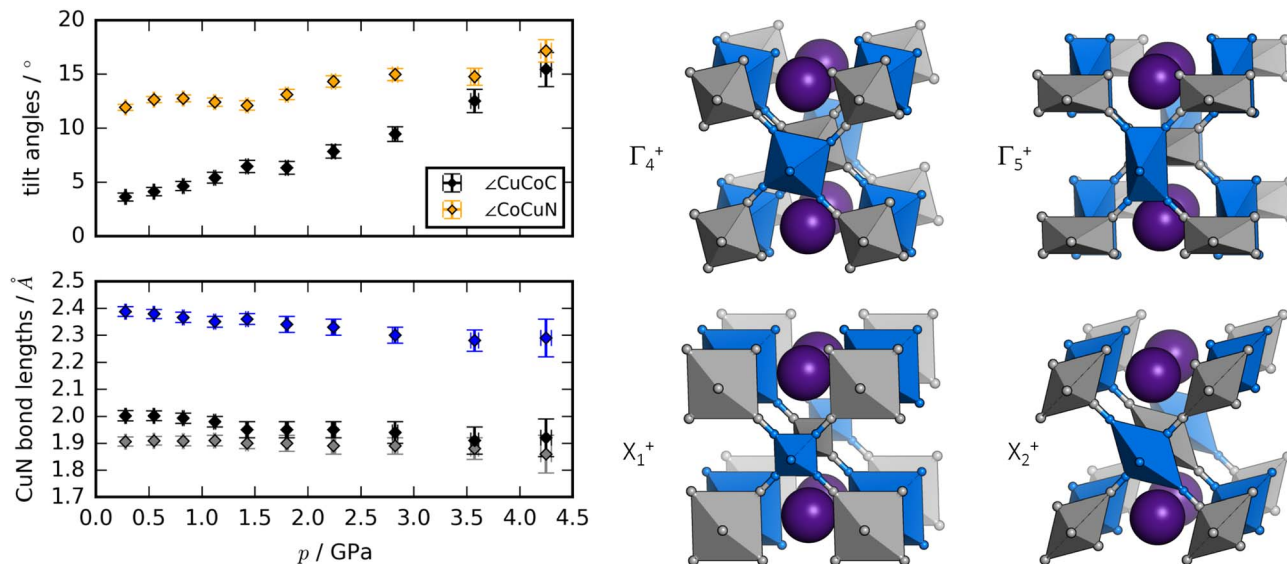 20
15
10
5
0
tilt angles / °
∠CuCoC
∠CoCuN
2.5
2.4
2.3
2.2
2.1
2.0
1.9
1.8
1.7
CuN bond lengths / Å
0.0 0.5 1.0 1.5 2.0 2.5 3.0 3.5 4.0 4.5
p / GPa
Γ₄⁺
Γ₅⁺
X₁⁺
X₂⁺